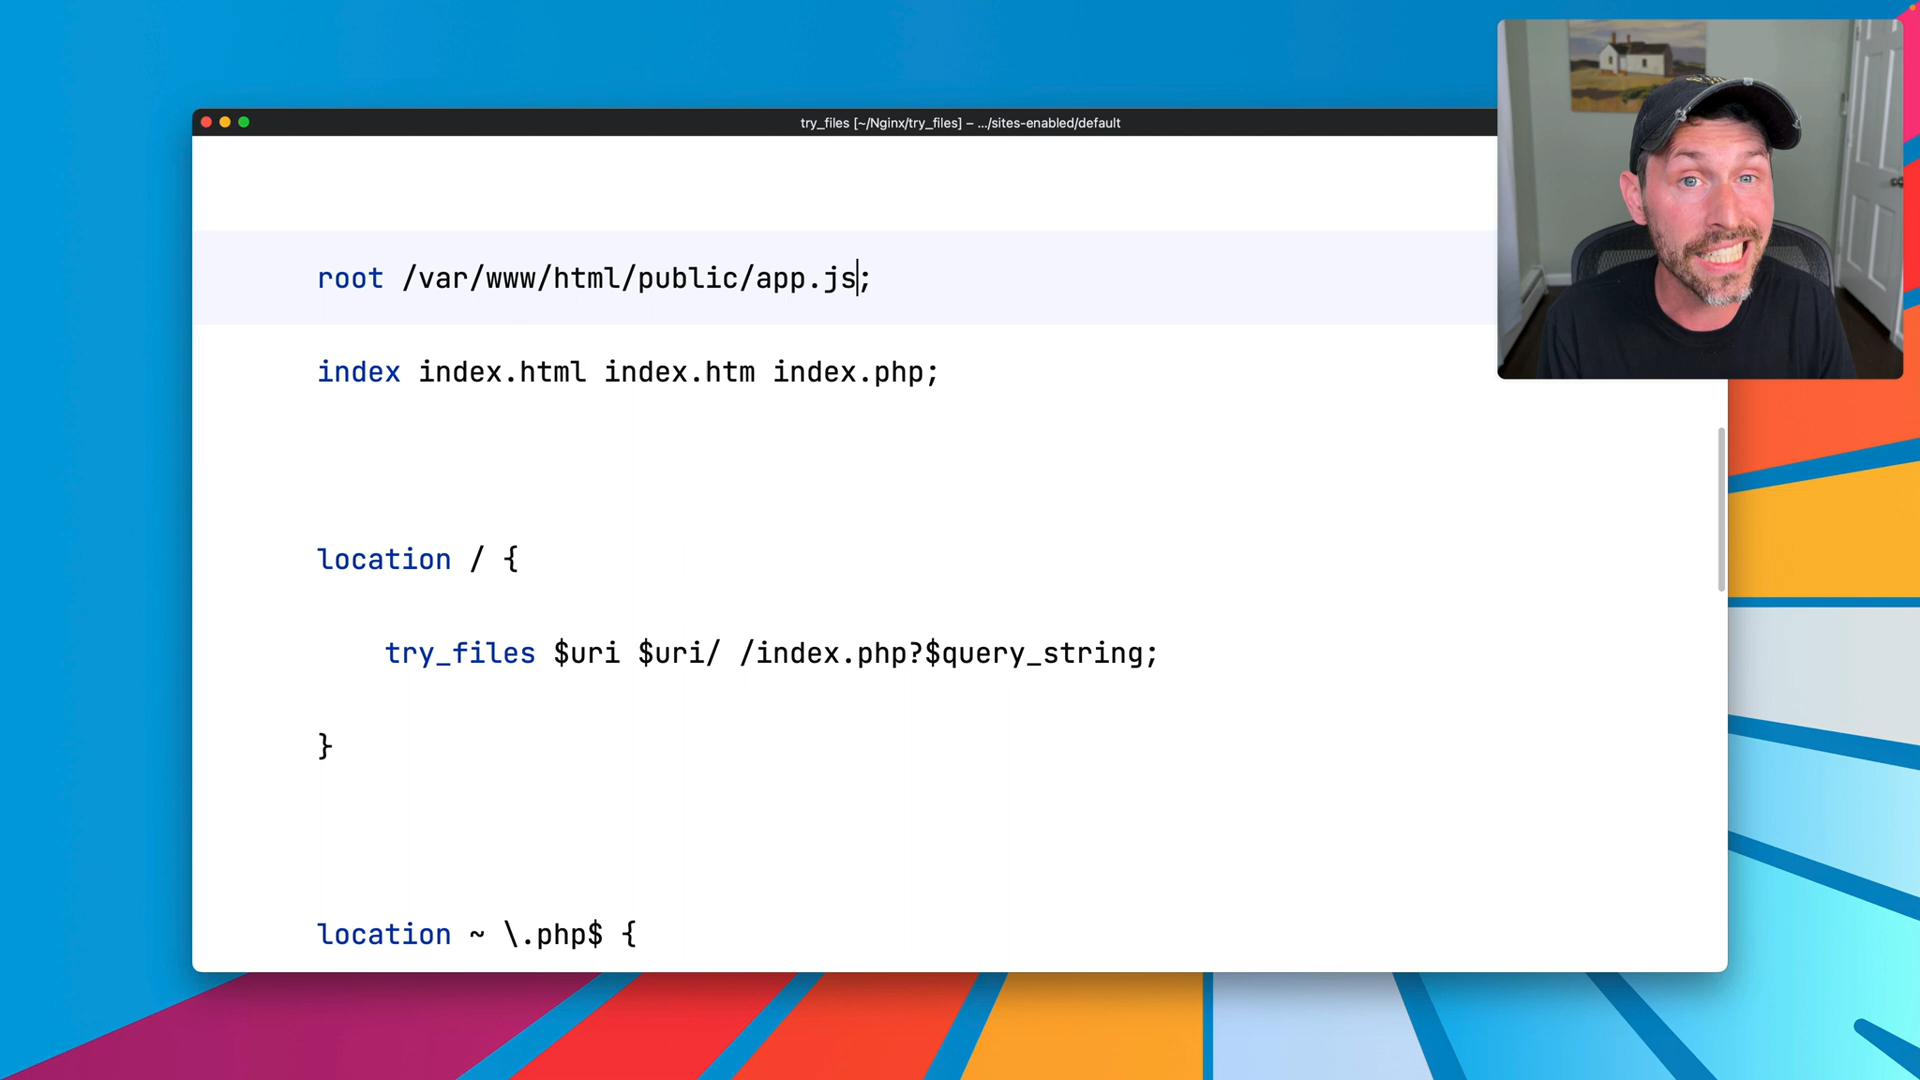 try_files [~/Nginx/try_files] – .../sites-enabled/default
root /var/www/html/public/app.js;
index index.html index.htm index.php;
location / {
try_files $uri $uri/ /index.php?$query_string;
}
location ~ \.php$ {